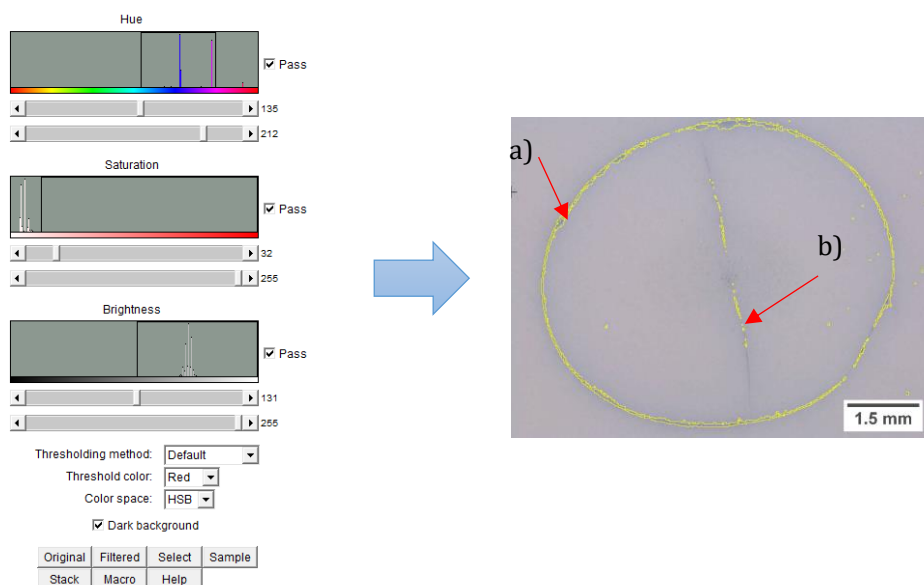 Hue
Pass
135
212
Saturation
Pass
32
255
Brightness
Pass
131
255
Thresholding method: Default
Threshold color: Red
Color space: HSB
Dark background
Original Filtered Select Sample
Stack Macro Help
a)
b)
1.5 mm